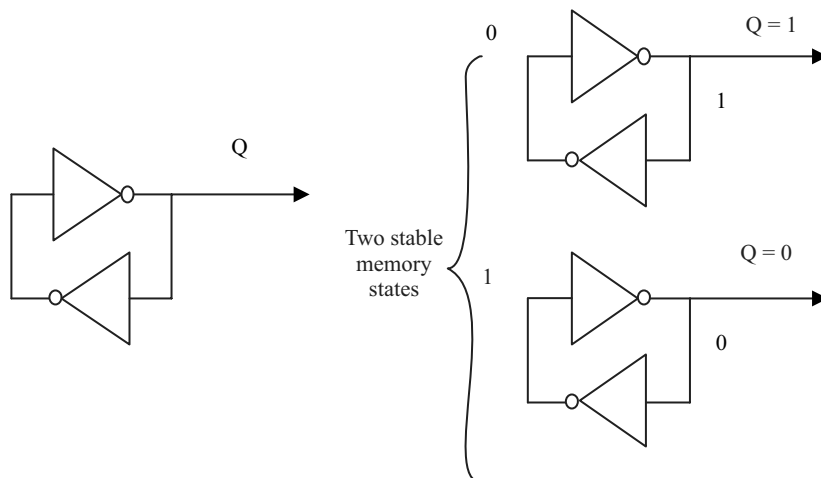 Q
Two stable
memory
states
0
Q = 1
1
1
Q = 0
0